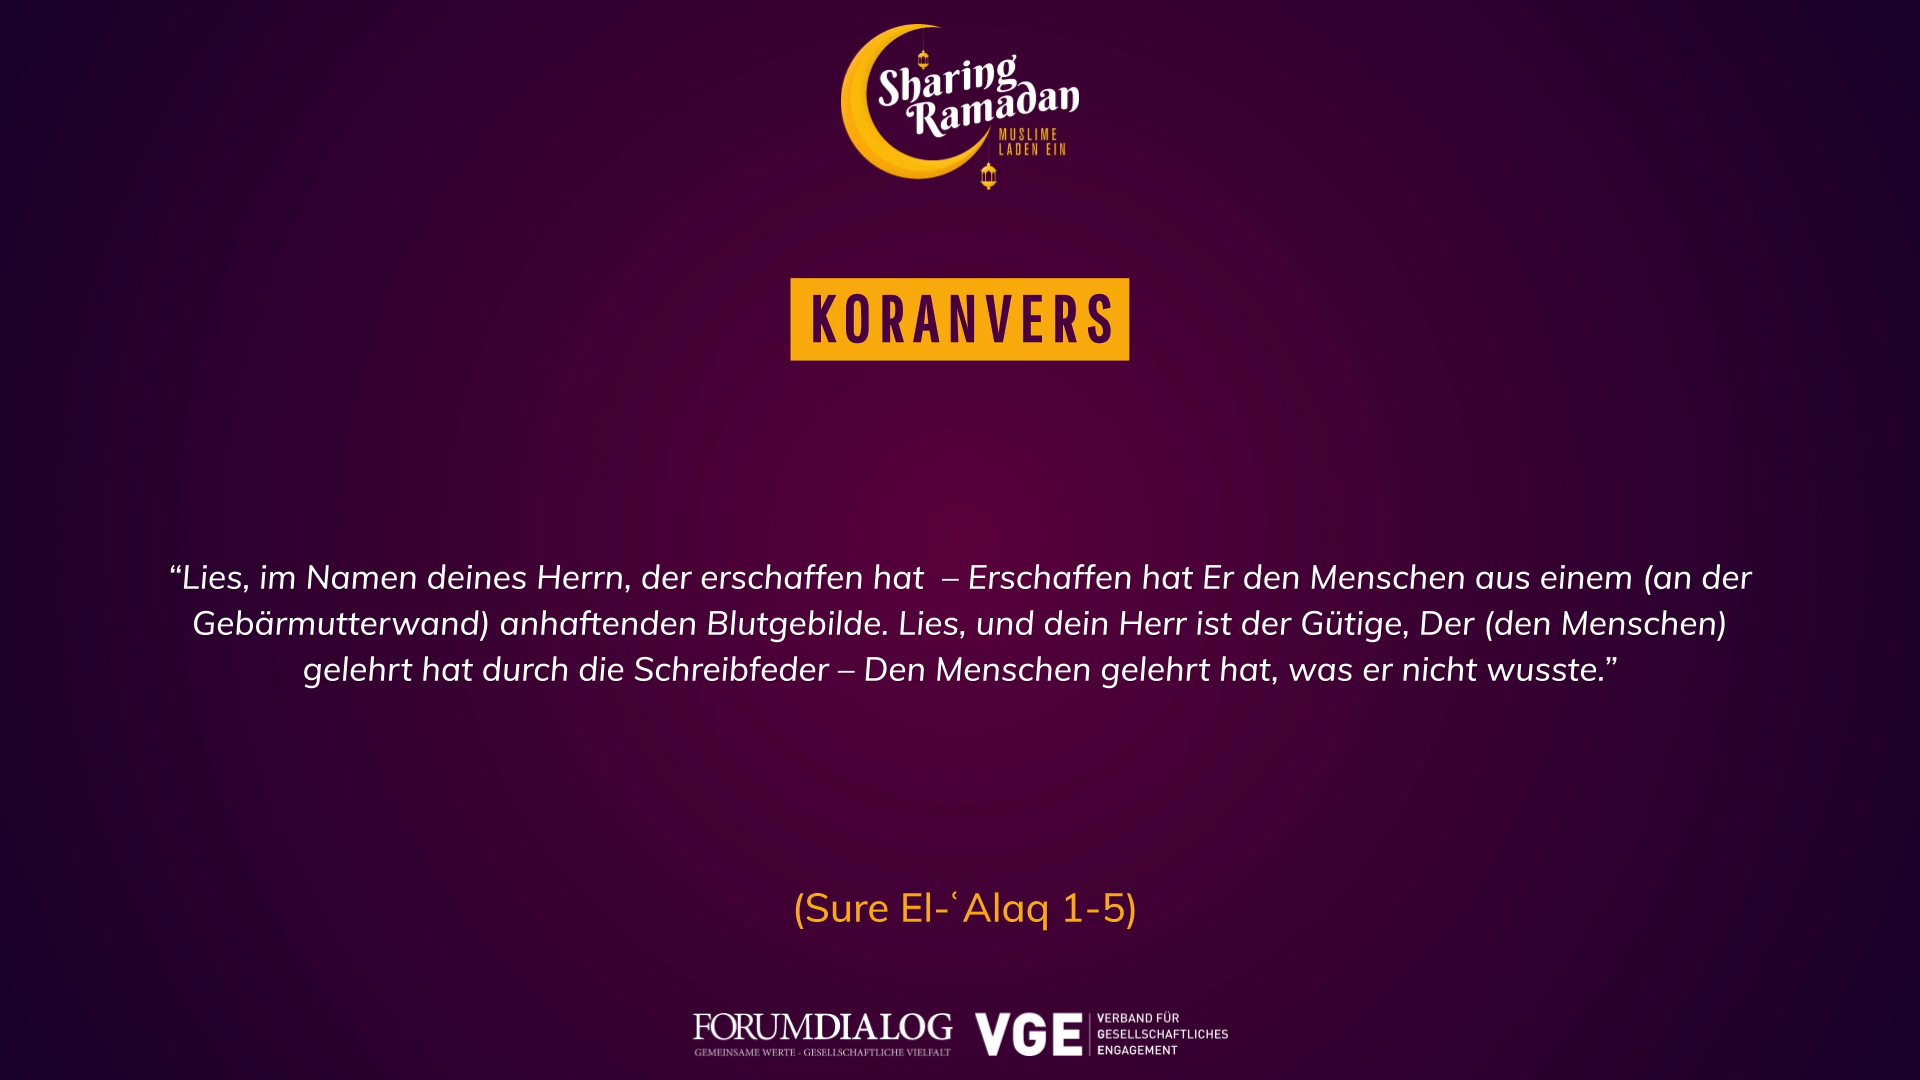 Sharing
Ramadan
MUSLIME
LADEN EIN
KORANVERS
“Lies, im Namen deines Herrn, der erschaffen hat  – Erschaffen hat Er den Menschen aus einem (an der
Gebärmutterwand) anhaftenden Blutgebilde. Lies, und dein Herr ist der Gütige, Der (den Menschen)
gelehrt hat durch die Schreibfeder – Den Menschen gelehrt hat, was er nicht wusste.”
(Sure El-ʿAlaq 1-5)
FORUMDIALOG
GEMEINSAME WERTE - GESELLSCHAFTLICHE VIELFALT
VGE
VERBAND FÜR
GESELLSCHAFTLICHES
ENGAGEMENT